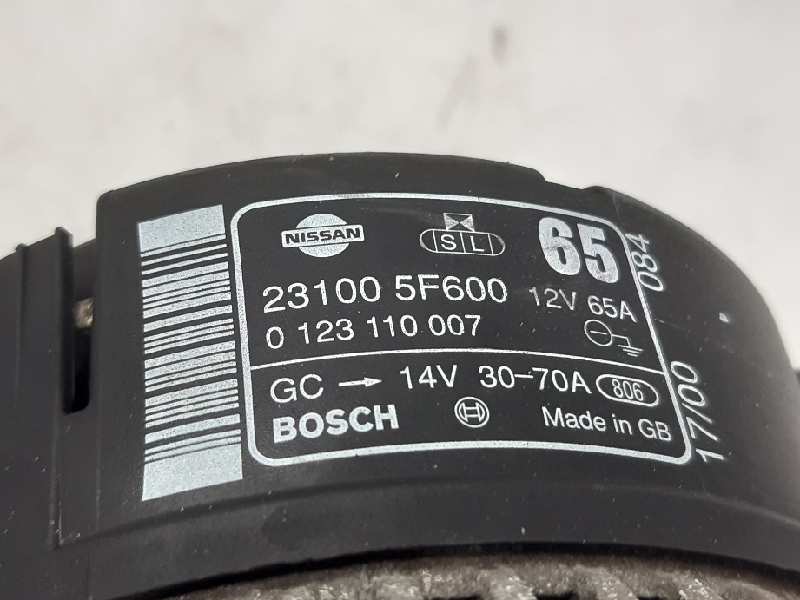 NISSAN
S L
65
23100 5F600
12V 65A
0 123 110 007
GC → 14V 30-70A 806
BOSCH
Made in GB
084
17/00